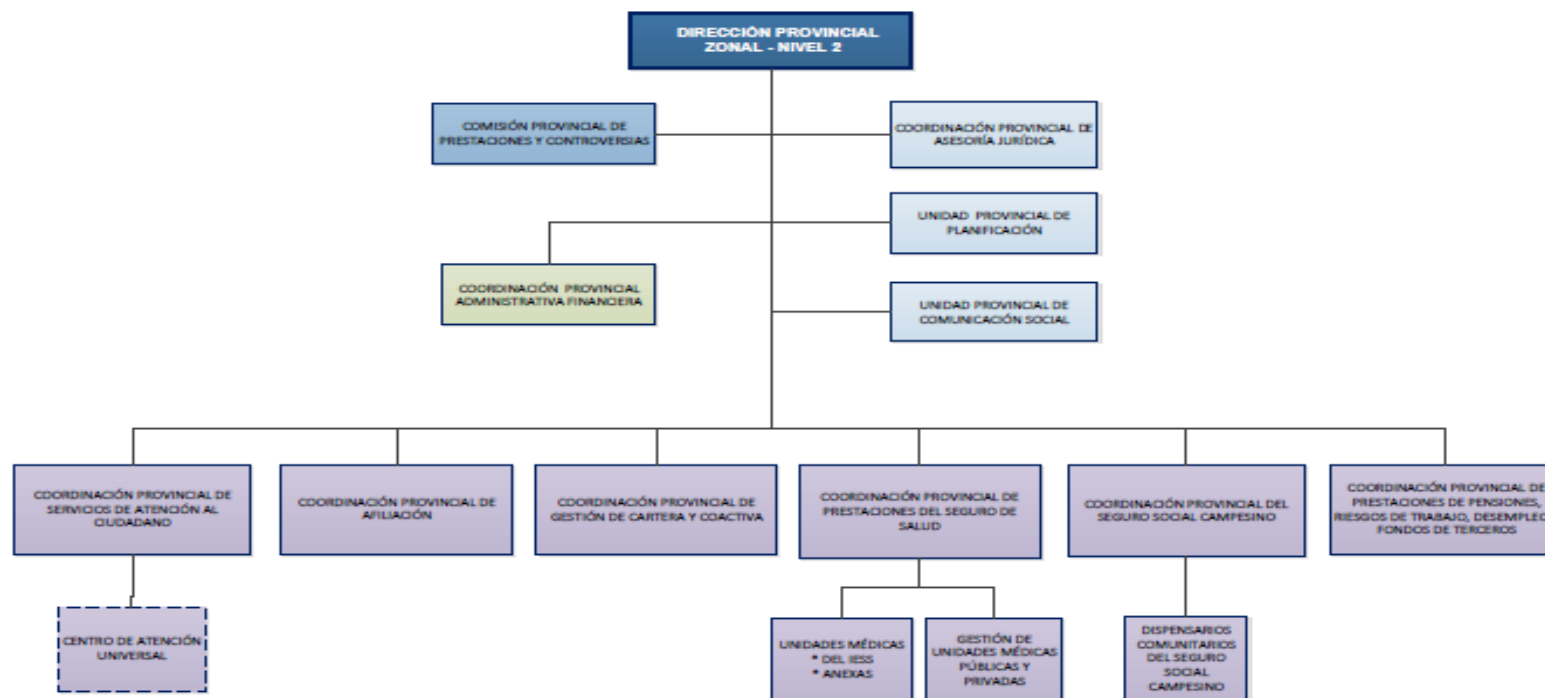 DIRECCIÓN PROVINCIAL
ZONAL - NIVEL 2
COMISIÓN PROVINCIAL DE
PRESTACIONES Y CONTROVERSIAS
COORDINACIÓN PROVINCIAL DE
ASESORÍA JURÍDICA
UNIDAD PROVINCIAL DE
PLANIFICACIÓN
COORDINACIÓN PROVINCIAL
ADMINISTRATIVA FINANCIERA
UNIDAD PROVINCIAL DE
COMUNICACIÓN SOCIAL
COORDINACIÓN PROVINCIAL DE
SERVICIOS DE ATENCIÓN AL
CIUDADANO
COORDINACIÓN PROVINCIAL DE
AFILIACIÓN
COORDINACIÓN PROVINCIAL DE
GESTIÓN DE CARTERA Y COACTIVA
COORDINACIÓN PROVINCIAL DE
PRESTACIONES DEL SEGURO DE
SALUD
COORDINACIÓN PROVINCIAL DEL
SEGURO SOCIAL CAMPESINO
COORDINACIÓN PROVINCIAL DE
PRESTACIONES DE PENSIONES,
RIESGOS DE TRABAJO, DESEMPLEO
FONDOS DE TERCEROS
CENTRO DE ATENCIÓN
UNIVERSAL
UNIDADES MÉDICAS
* DEL IESS
* ANEXAS
GESTIÓN DE
UNIDADES MÉDICAS
PÚBLICAS Y
PRIVADAS
DISPENSARIOS
COMUNITARIOS
DEL SEGURO
SOCIAL
CAMPESINO